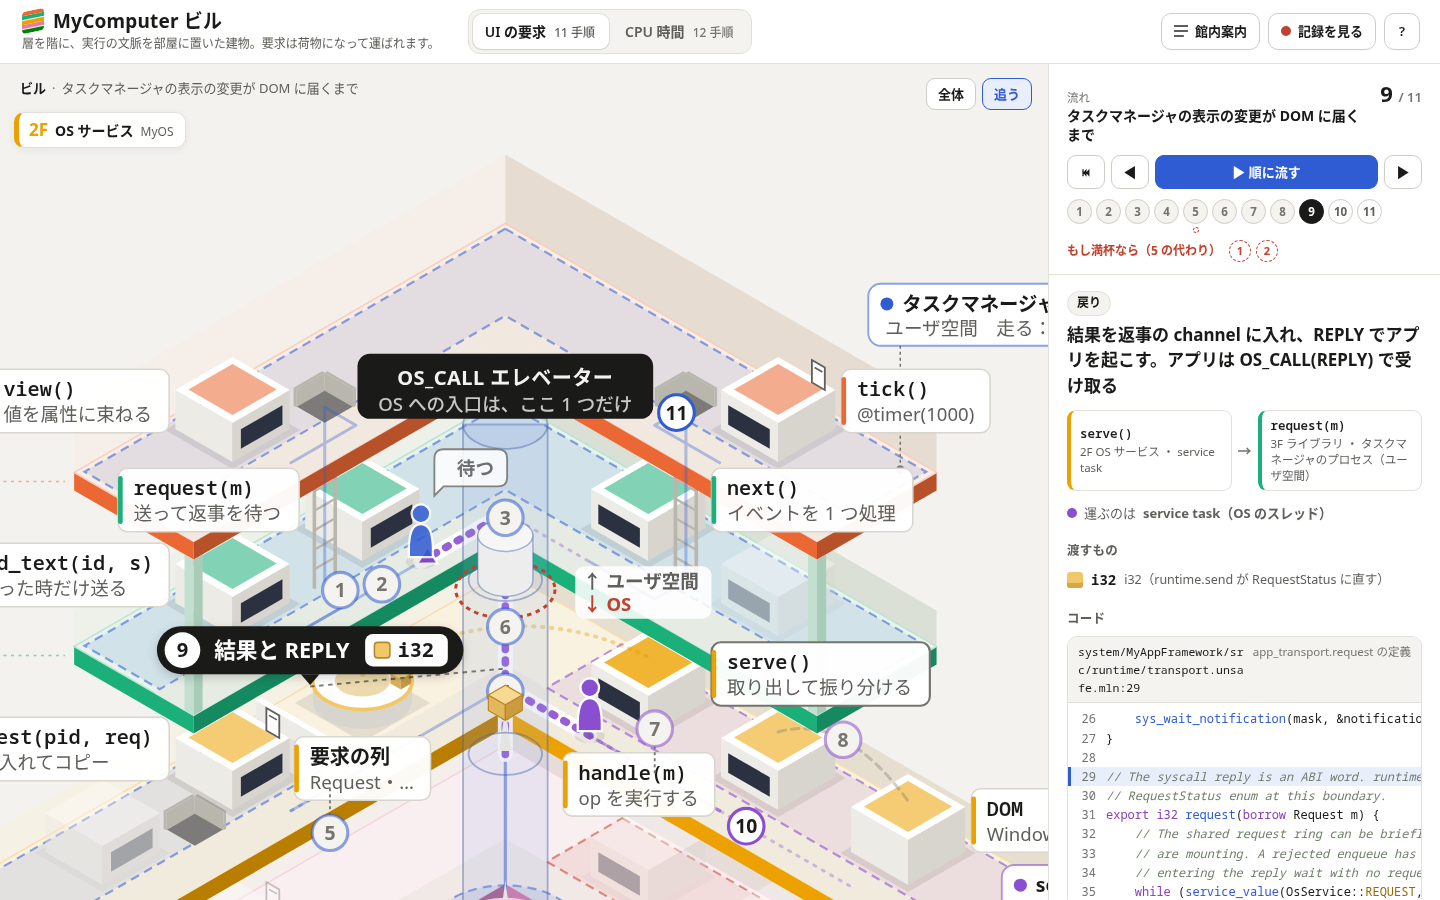 MyComputer ビル
層を階に、実行の文脈を部屋に置いた建物。要求は荷物になって運ばれます。
UI の要求 11 手順
CPU 時間 12 手順
館内案内
記録を見る
?
ビル · タスクマネージャの表示の変更が DOM に届くまで
全体
追う
2F OS サービス MyOS
タスクマネージャ
ユーザ空間 走る：
view()
値を属性に束ねる
OS_CALL エレベーター
OS への入口は、ここ 1 つだけ
11
tick()
@timer(1000)
待つ
request(m)
送って返事を待つ
next()
イベントを 1 つ処理
3
d_text(id, s)
った時だけ送る
1
2
↑ ユーザ空間
↓ OS
6
9 結果と REPLY i32
serve()
取り出して振り分ける
est(pid, req)
入れてコピー
7
8
要求の列
Request・…
handle(m)
op を実行する
5
10
DOM
Window
se
流れ
9 / 11
タスクマネージャの表示の変更が DOM に届く
まで
⏮
◀
▶ 順に流す
▶
1 2 3 4 5 6 7 8 9 10 11
もし満杯なら（5 の代わり） 1 2
戻り
結果を返事の channel に入れ、REPLY でアプ
リを起こす。アプリは OS_CALL(REPLY) で受
け取る
serve()
2F OS サービス ・ service
task
→
request(m)
3F ライブラリ ・ タスクマ
ネージャのプロセス（ユー
ザ空間）
運ぶのは service task（OS のスレッド）
渡すもの
i32 i32（runtime.send が RequestStatus に直す）
コード
system/MyAppFramework/sr
c/runtime/transport.unsa
fe.mln:29
app_transport.request の定義
26 sys_wait_notification(mask, &notificatio
27 }
28
29 // The syscall reply is an ABI word. runtime
30 // RequestStatus enum at this boundary.
31 export i32 request(borrow Request m) {
32 // The shared request ring can be briefl
33 // are mounting. A rejected enqueue has
34 // entering the reply wait with no reque
35 while (service_value(OsService::REQUEST,